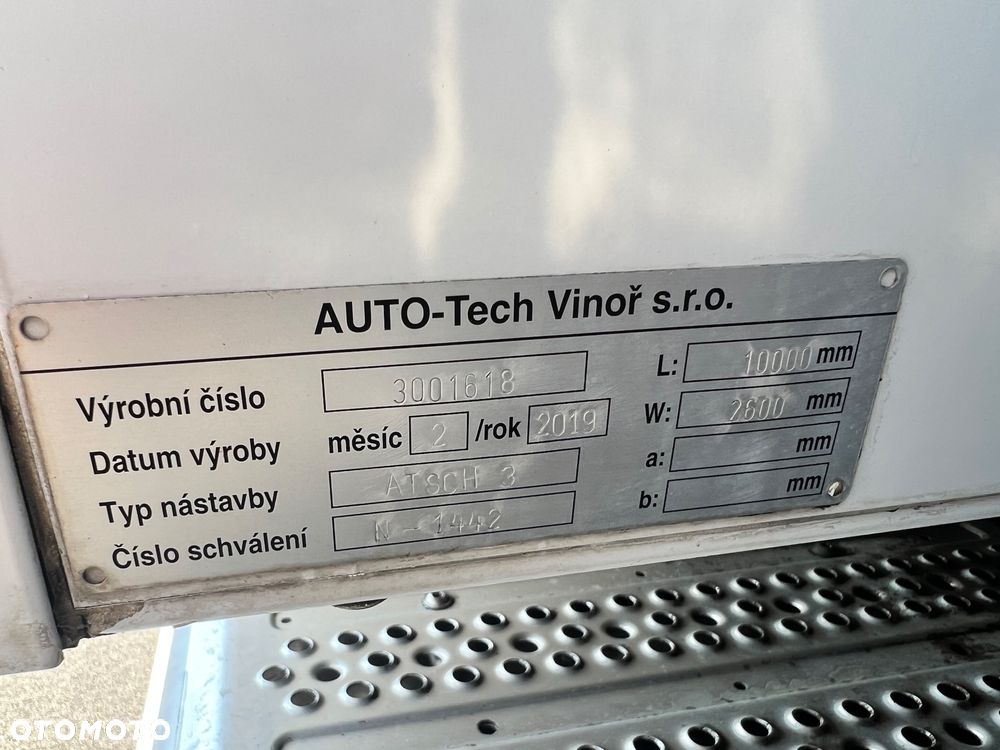 AUTO-Tech Vinoř s.r.o.
Výrobní číslo 3001618 L: 10000 mm
Datum výroby měsíc 2 /rok 2019 W: 2600 mm
Typ nástavby ATSCH 3 a: mm
Číslo schválení N-1442 b: mm
OTOMOTO